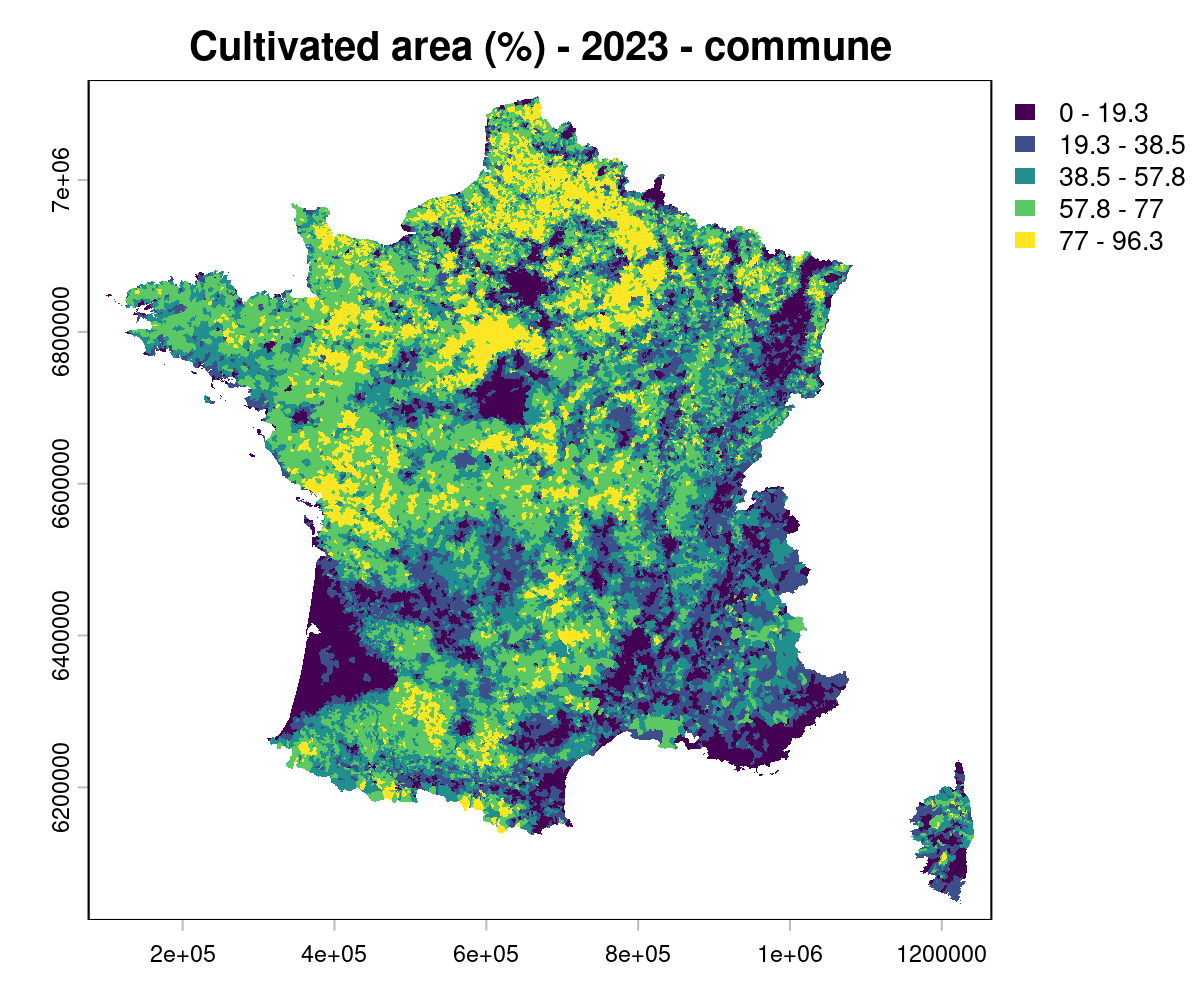 Cultivated area (%) - 2023 - commune
0 - 19.3
19.3 - 38.5
38.5 - 57.8
57.8 - 77
77 - 96.3
7e+06
6800000
6600000
6400000
6200000
2e+05 4e+05 6e+05 8e+05 1e+06 1200000